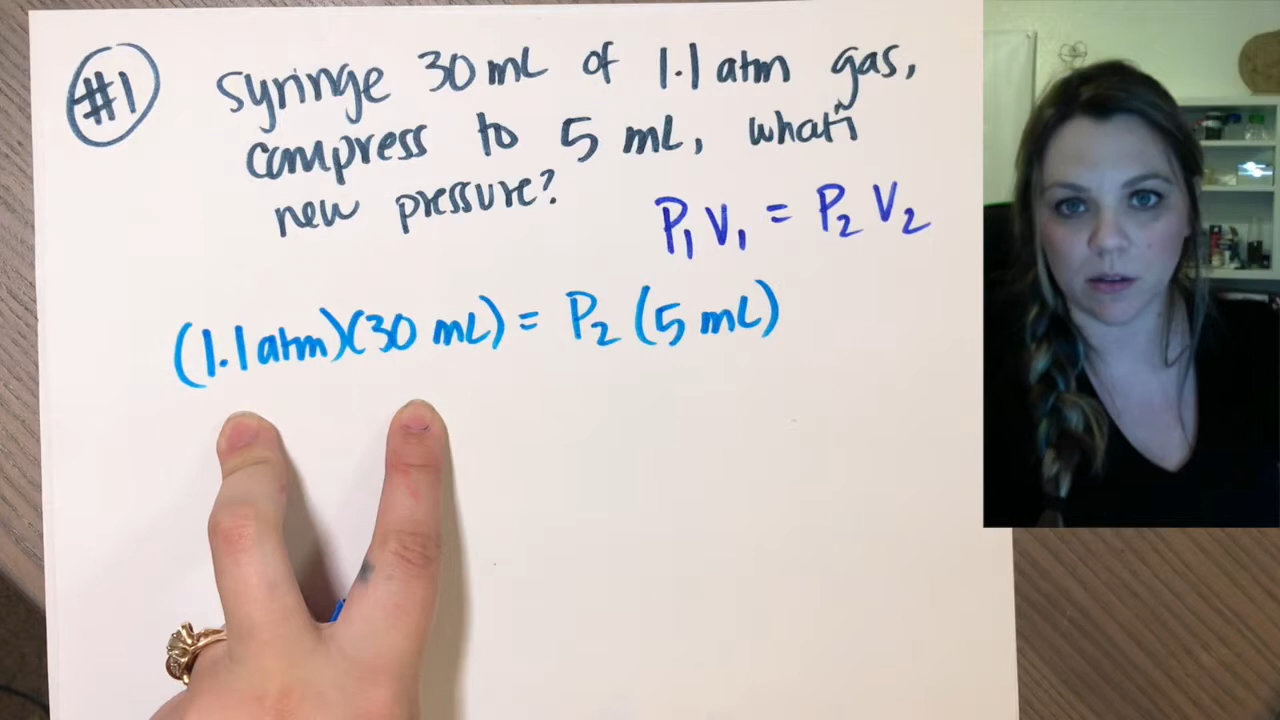 #1
Syringe 30 mL of 1.1 atm gas,
compress to 5 mL, what's
new pressure?
P₁V₁ = P₂V₂
(1.1 atm)(30 mL) = P₂ (5 mL)